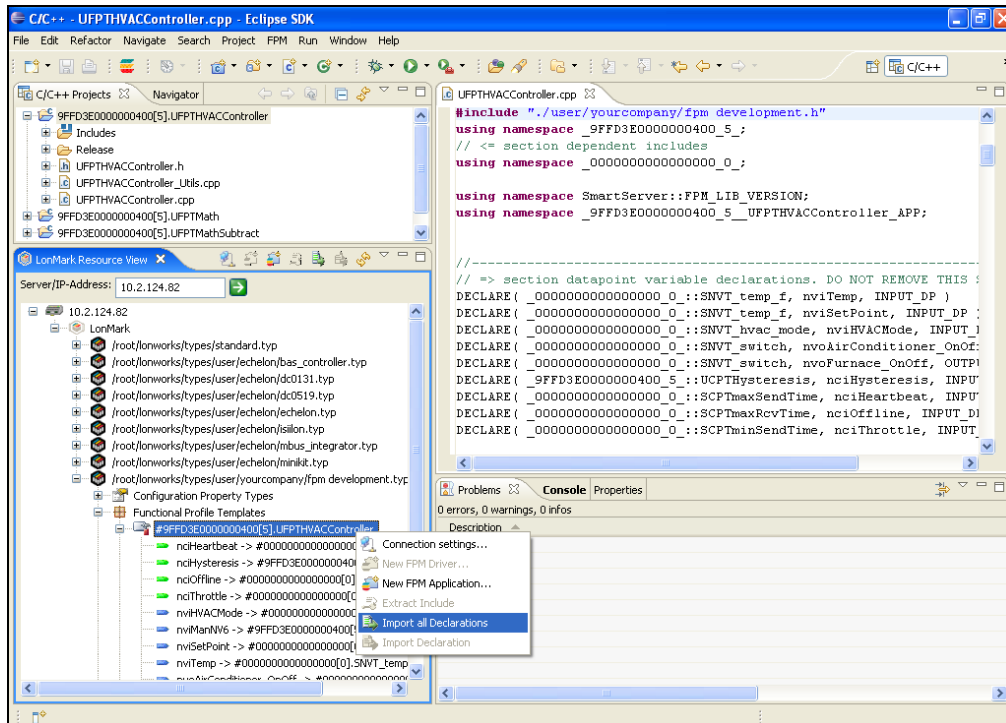 C/C++ - UFPTHVACController.cpp - Eclipse SDK
File Edit Refactor Navigate Search Project FPM Run Window Help
C/C++
C/C++ Projects
Navigator
9FFD3E0000000400[5].UFPTHVACController
Includes
Release
UFPTHVACController.h
UFPTHVACController_Utils.cpp
UFPTHVACController.cpp
9FFD3E0000000400[5].UFPTMath
9FFD3E0000000400[5].UFPTMathSubtract
LonMark Resource View
Server/IP-Address: 10.2.124.82
10.2.124.82
LonMark
/root/lonworks/types/standard.typ
/root/lonworks/types/user/echelon/bas_controller.typ
/root/lonworks/types/user/echelon/dc0131.typ
/root/lonworks/types/user/echelon/dc0519.typ
/root/lonworks/types/user/echelon/echelon.typ
/root/lonworks/types/user/echelon/isiilon.typ
/root/lonworks/types/user/echelon/mbus_integrator.typ
/root/lonworks/types/user/echelon/minikit.typ
/root/lonworks/types/user/yourcompany/fpm development.typ
Configuration Property Types
Functional Profile Templates
#9FFD3E0000000400[5].UFPTHVACController
nciHeartbeat -> #0000000000000000
nciHysteresis -> #9FFD3E000000040
nciOffline -> #0000000000000000[0]
nciThrottle -> #0000000000000000[0
nviHVACMode -> #000000000000000
nviManNV6 -> #9FFD3E0000000400[5
nviSetPoint -> #0000000000000000[
nviTemp -> #0000000000000000[0].SNVT_temp
nvoAirConditioner_OnOff -> #00000000000000
Connection settings...
New FPM Driver...
New FPM Application...
Extract Include
Import all Declarations
Import Declaration
UFPTHVACController.cpp
#include "./user/yourcompany/fpm development.h"
using namespace _9FFD3E0000000400_5_;
// <= section dependent includes
using namespace _0000000000000000_0_;
using namespace SmartServer::FPM_LIB_VERSION;
using namespace _9FFD3E0000000400_5__UFPTHVACController_APP;
//----------------------------------------------------------------
// => section datapoint variable declarations. DO NOT REMOVE THIS S
DECLARE( _0000000000000000_0_::SNVT_temp_f, nviTemp, INPUT_DP )
DECLARE( _0000000000000000_0_::SNVT_temp_f, nviSetPoint, INPUT_DP )
DECLARE( _0000000000000000_0_::SNVT_hvac_mode, nviHVACMode, INPUT_D
DECLARE( _0000000000000000_0_::SNVT_switch, nvoAirConditioner_OnOf
DECLARE( _0000000000000000_0_::SNVT_switch, nvoFurnace_OnOff, OUTPU
DECLARE( _9FFD3E0000000400_5_::UCPTHysteresis, nciHysteresis, INPUT
DECLARE( _0000000000000000_0_::SCPTmaxSendTime, nciHeartbeat, INPUT
DECLARE( _0000000000000000_0_::SCPTmaxRcvTime, nciOffline, INPUT_DP
DECLARE( _0000000000000000_0_::SCPTminSendTime, nciThrottle, INPUT_
Problems Console Properties
0 errors, 0 warnings, 0 infos
Description